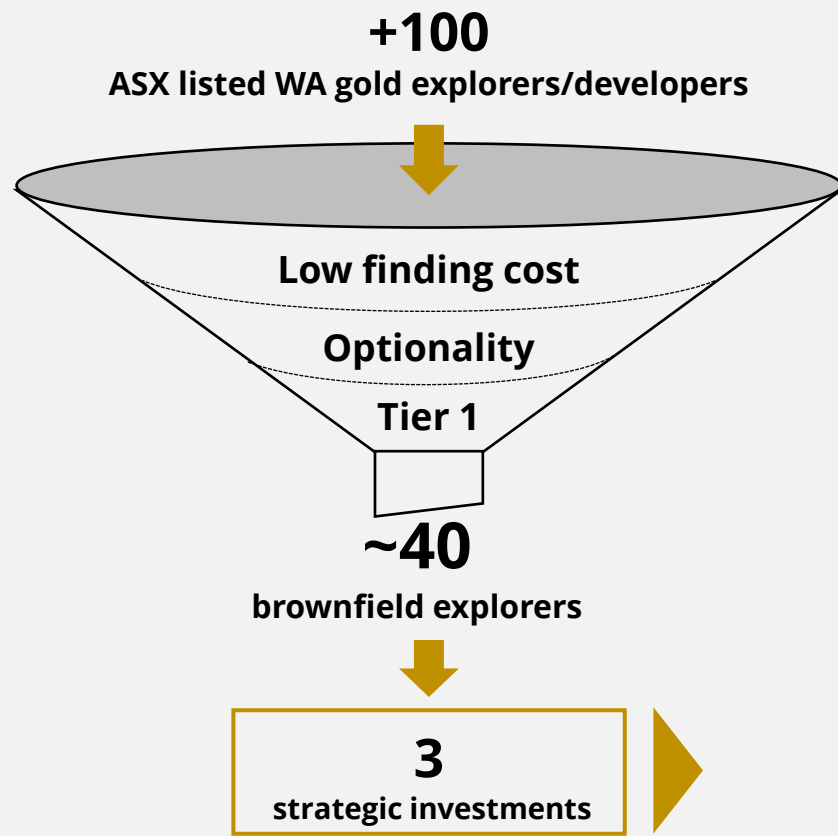 +100
ASX listed WA gold explorers/developers
Low finding cost
Optionality
Tier 1
~40
brownfield explorers
3
strategic investments